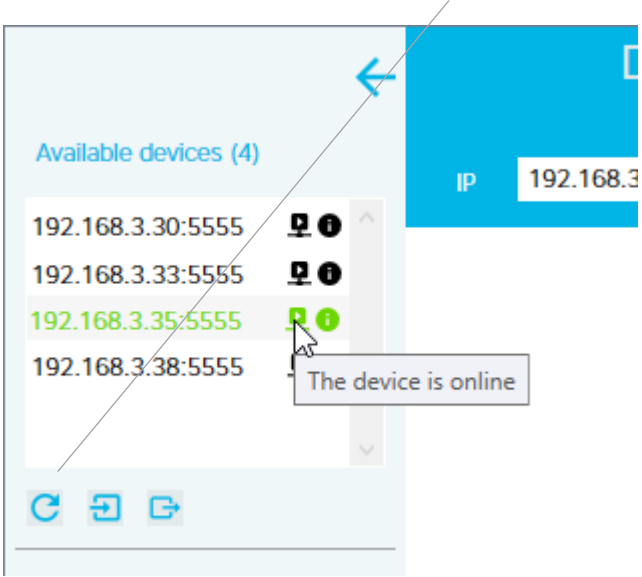 Available devices (4)
IP 192.168.3
192.168.3.30:5555
192.168.3.33:5555
192.168.3.35:5555
192.168.3.38:5555
The device is online